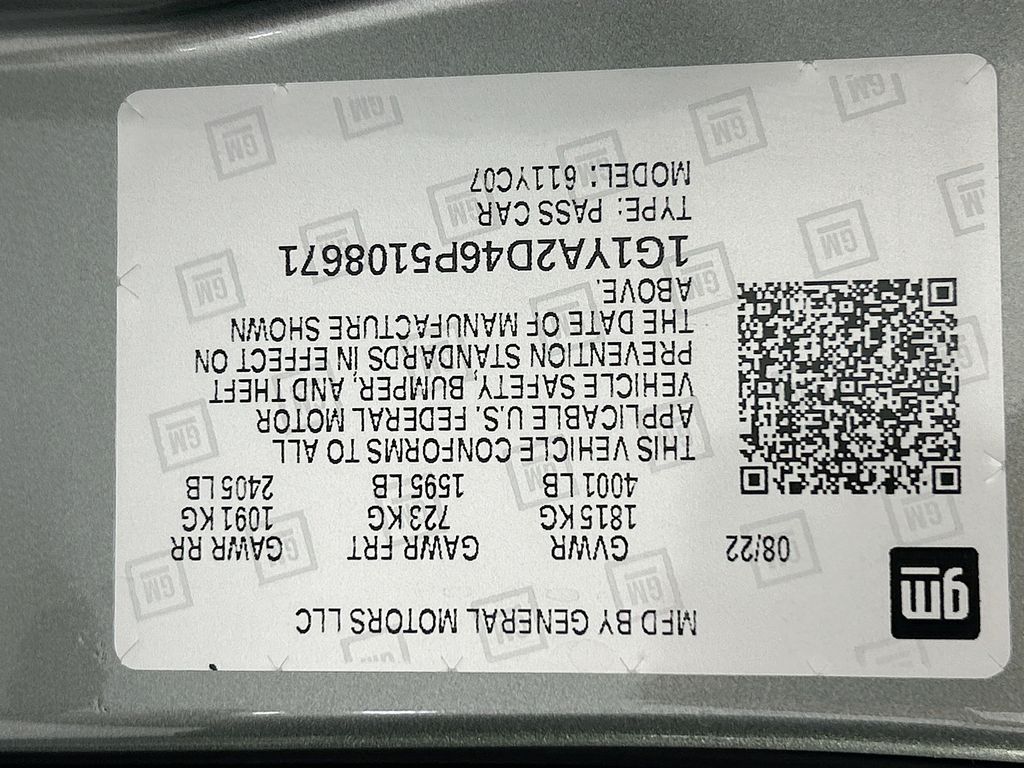 gm
MFD BY GENERAL MOTORS LLC
08/22 GVWR GAWR FRT GAWR RR
1815 KG 723 KG 1091 KG
4001 LB 1595 LB 2405 LB
THIS VEHICLE CONFORMS TO ALL
APPLICABLE U.S. FEDERAL MOTOR
VEHICLE SAFETY, BUMPER, AND THEFT
PREVENTION STANDARDS IN EFFECT ON
THE DATE OF MANUFACTURE SHOWN
ABOVE.
1G1YA2D46P5108671
TYPE: PASS CAR
MODEL: 6111YC07